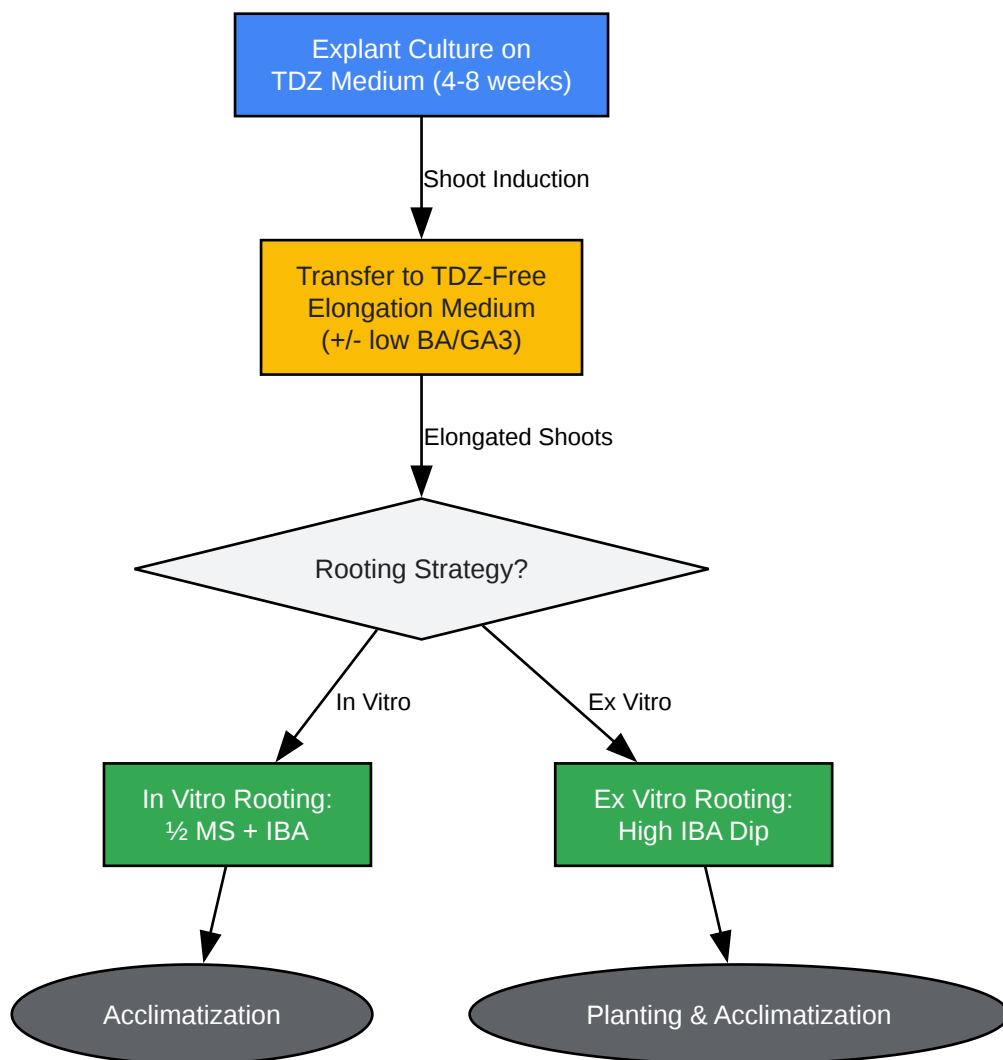 Explant Culture on
TDZ Medium (4-8 weeks)
Shoot Induction
Transfer to TDZ-Free
Elongation Medium
(+/- low BA/GA3)
Elongated Shoots
Rooting Strategy?
In Vitro
Ex Vitro
In Vitro Rooting:
½ MS + IBA
Ex Vitro Rooting:
High IBA Dip
Acclimatization
Planting & Acclimatization